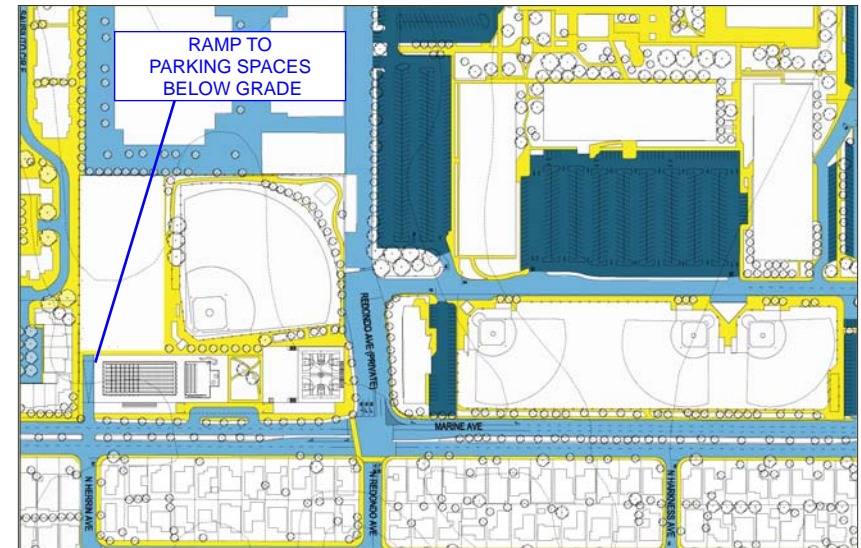 RAMP TO
PARKING SPACES
BELOW GRADE
REDONDO AVE (PRIVATE)
MARINE AVE
N HERRIN AVE
N REDONDO AVE
N HARKNESS AVE